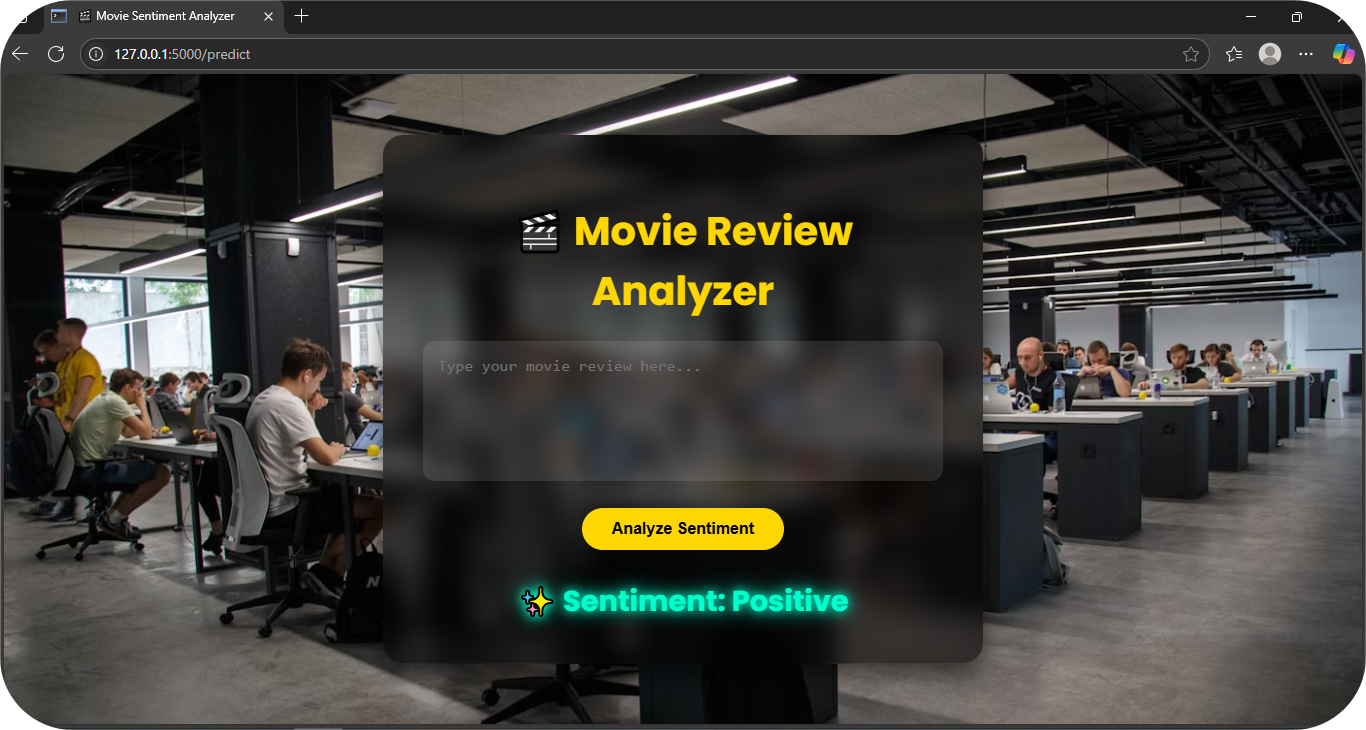 Movie Sentiment Analyzer
127.0.0.1:5000/predict
🎬 Movie Review
Analyzer
Type your movie review here...
Analyze Sentiment
✨ Sentiment: Positive
N